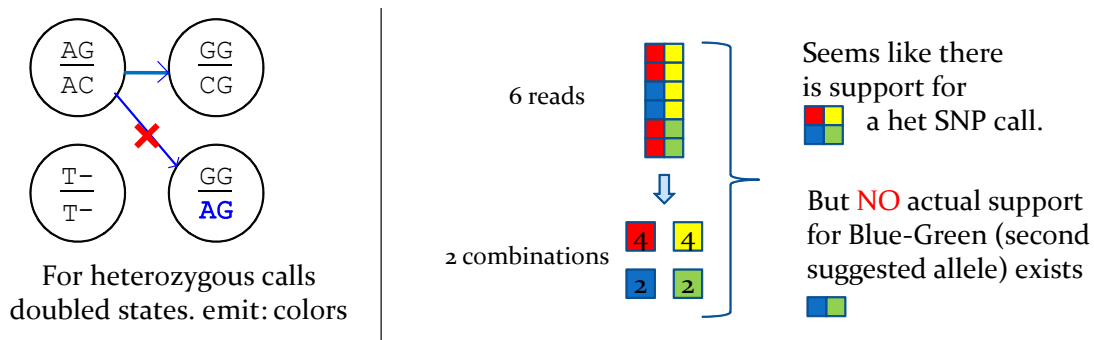 AG
AC
GG
CG
T-
T-
GG
AG
For heterozygous calls
doubled states. emit: colors
6 reads
2 combinations
4
4
2
2
Seems like there
is support for
a het SNP call.
But NO actual support
for Blue-Green (second
suggested allele) exists